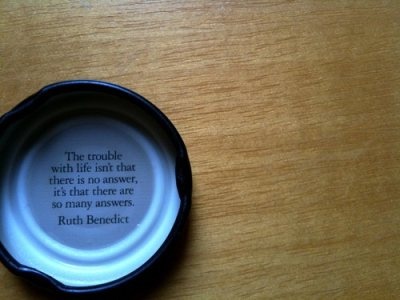 The trouble
with life isn't that
there is no answer,
it's that there are
so many answers.
Ruth Benedict